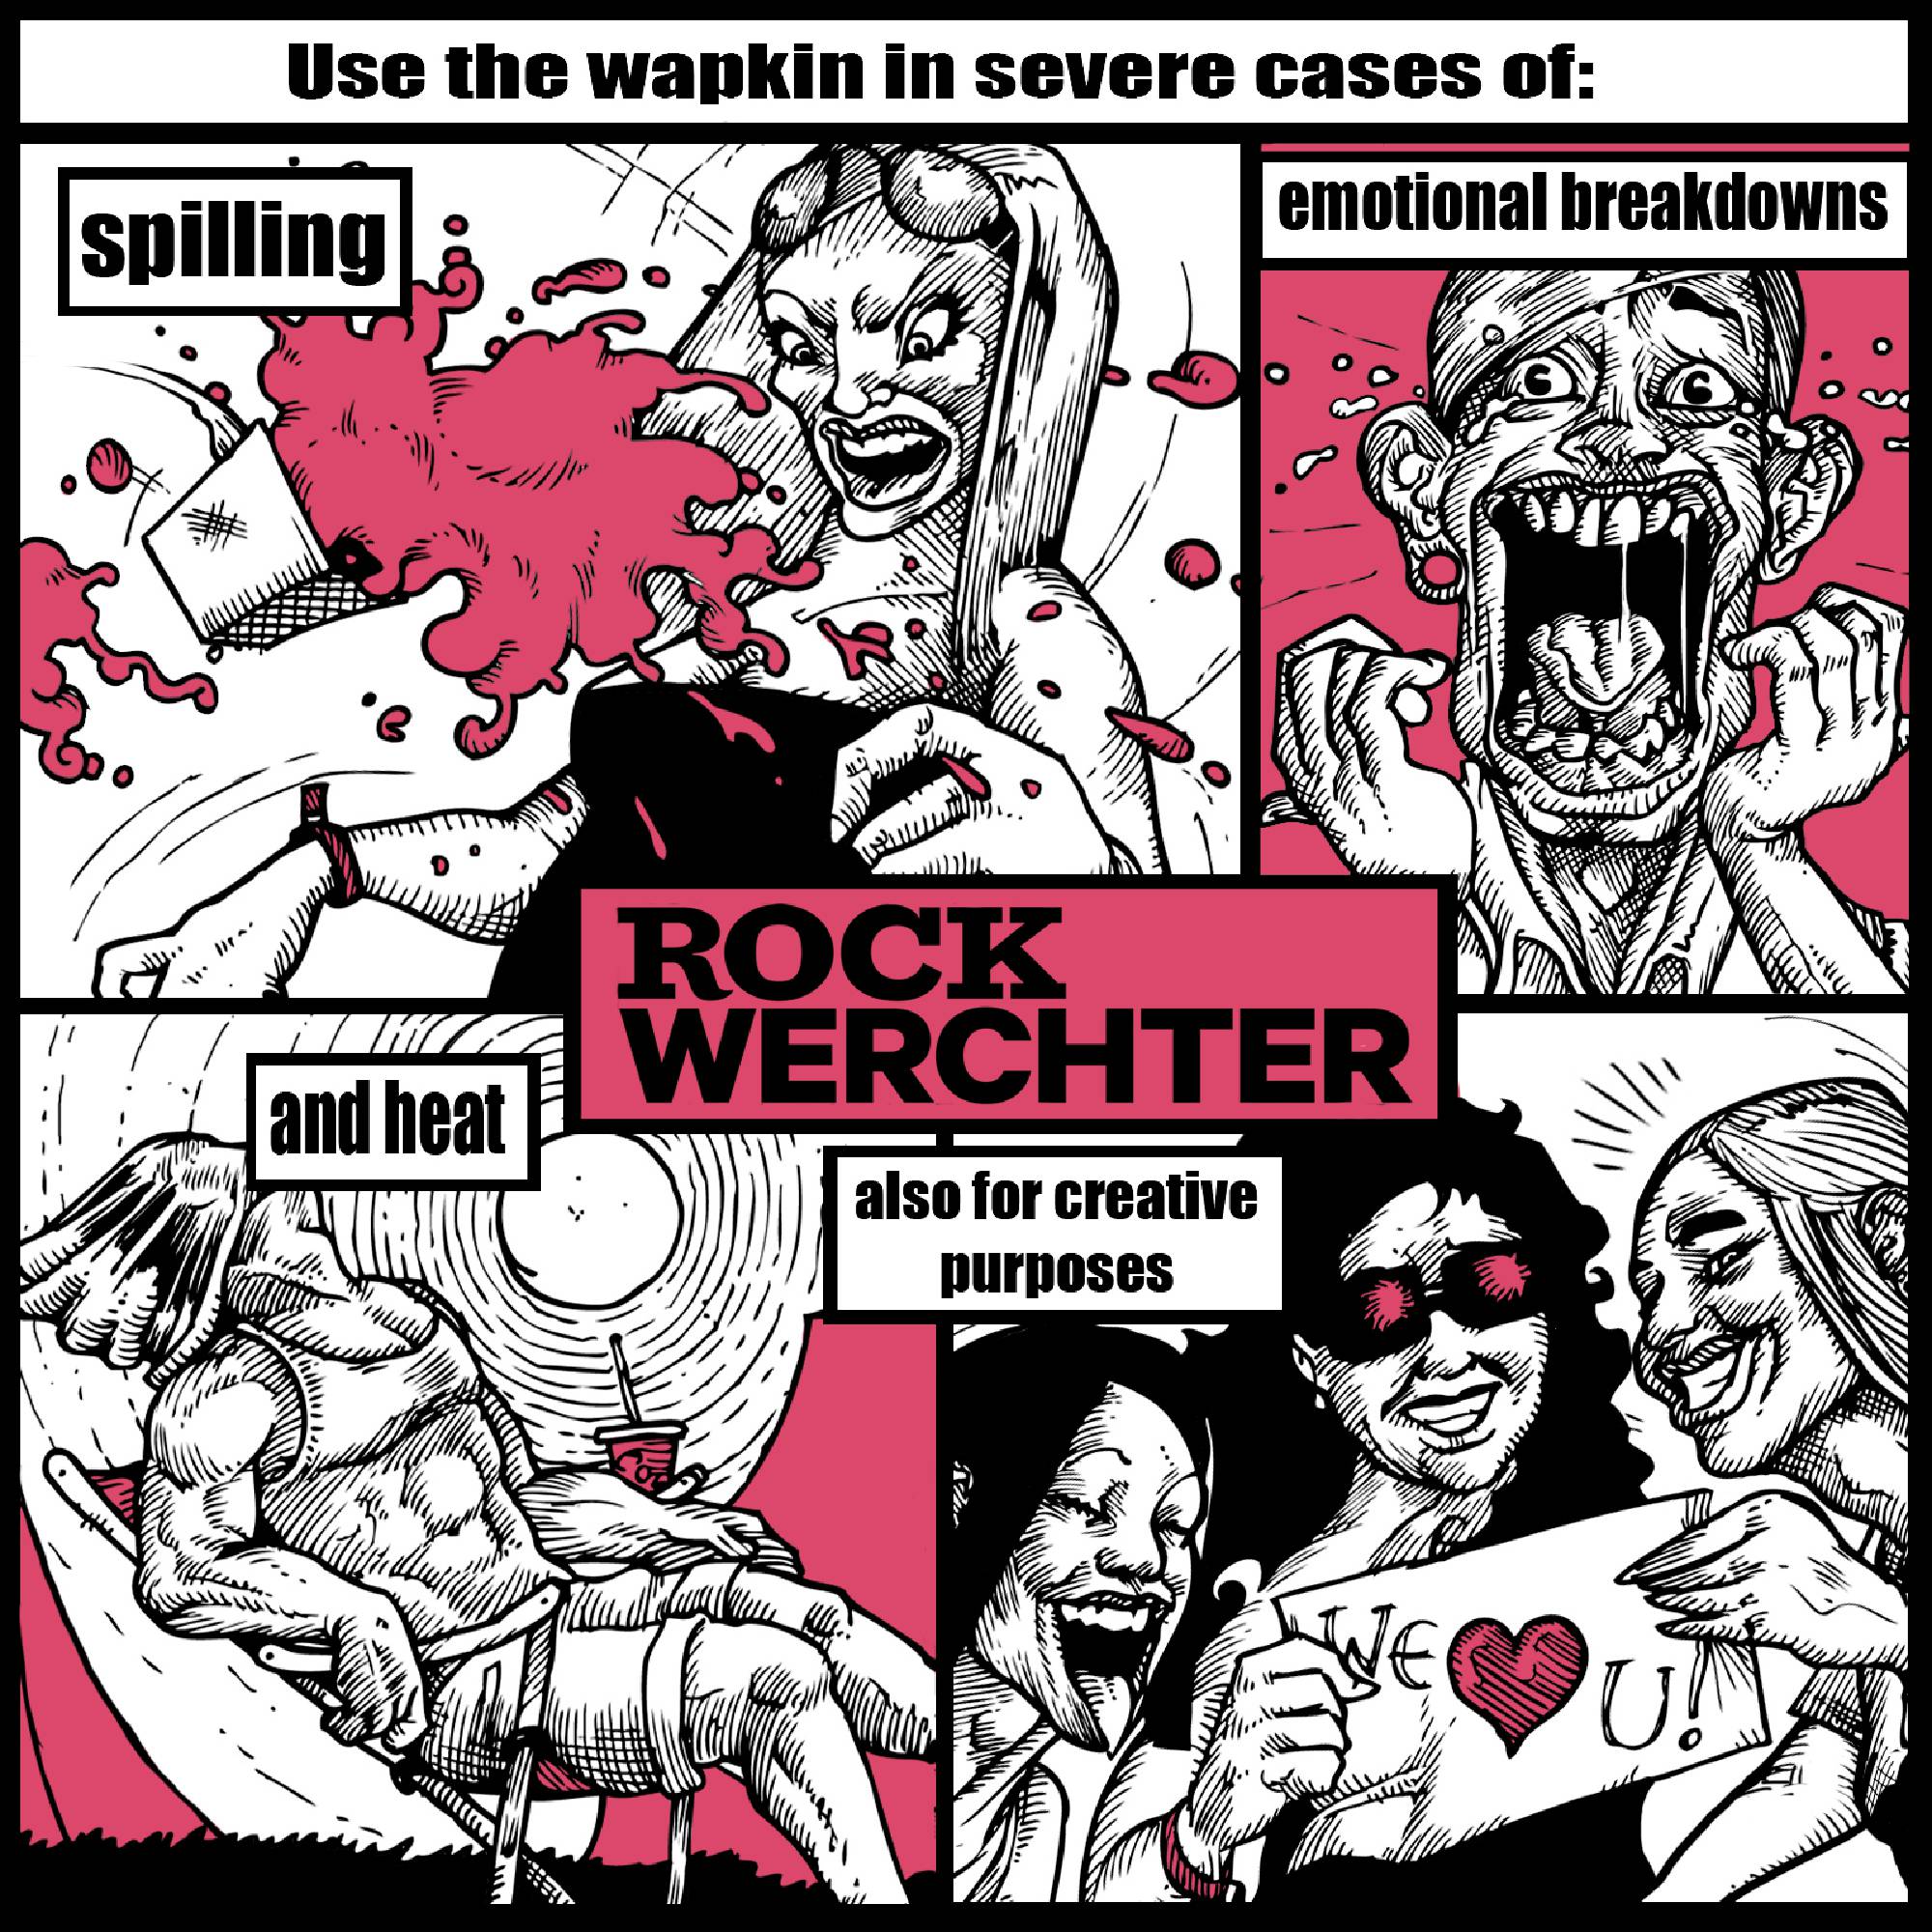 Use the wapkin in severe cases of:
spilling
emotional breakdowns
ROCK
WERCHTER
and heat
also for creative
purposes
WE U!